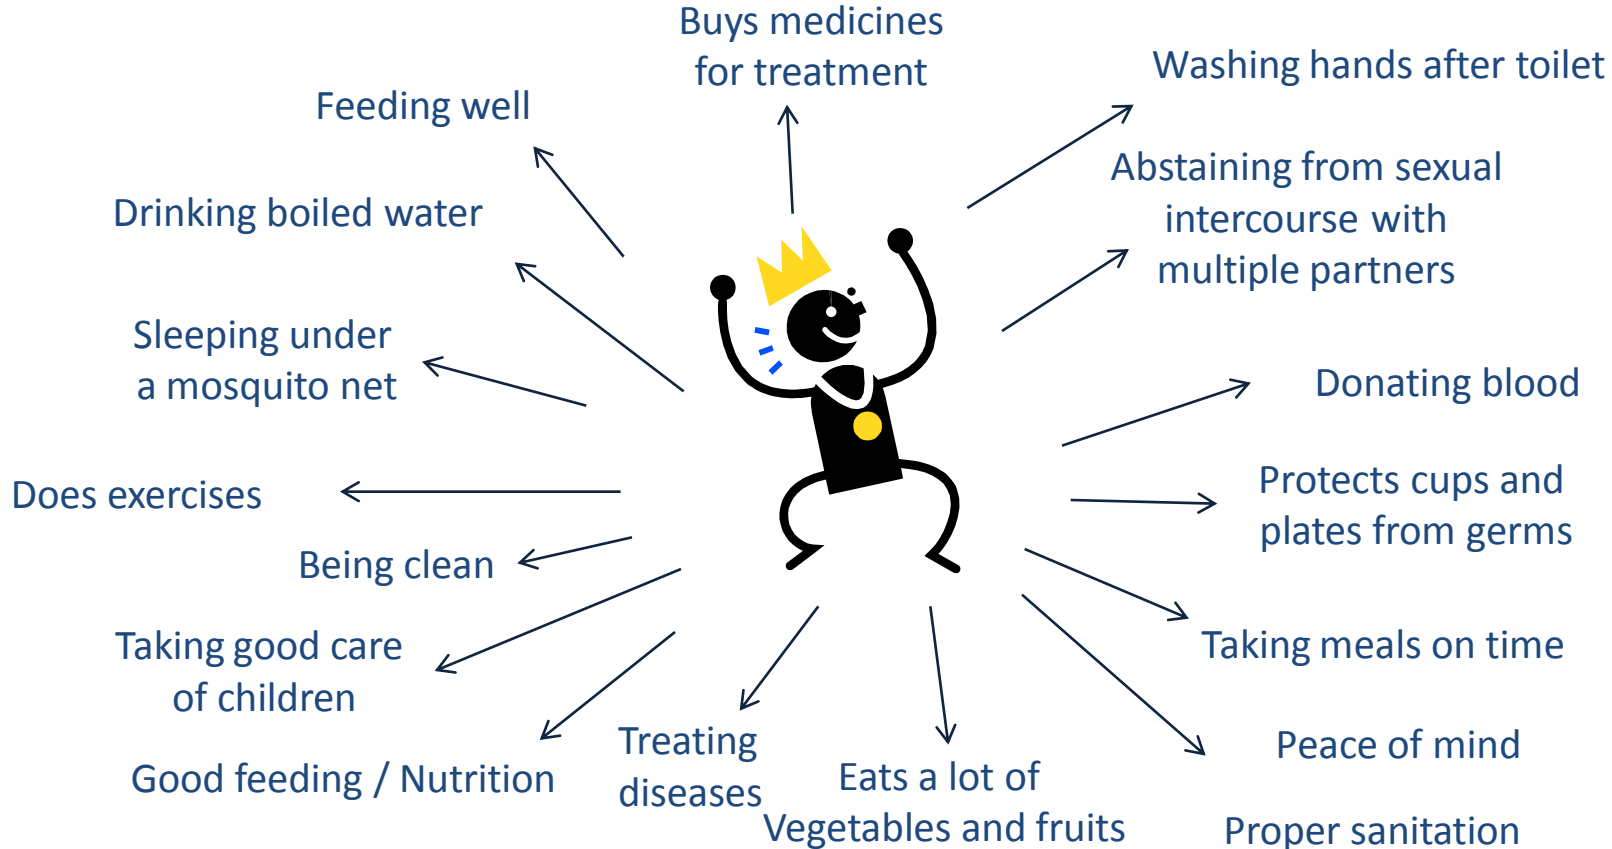 Buys medicines
for treatment
Washing hands after toilet
Feeding well
Abstaining from sexual
intercourse with
multiple partners
Drinking boiled water
Sleeping under
a mosquito net
Donating blood
Does exercises
Protects cups and
plates from germs
Being clean
Taking good care
of children
Taking meals on time
Treating
diseases
Peace of mind
Good feeding / Nutrition
Eats a lot of
Vegetables and fruits
Proper sanitation